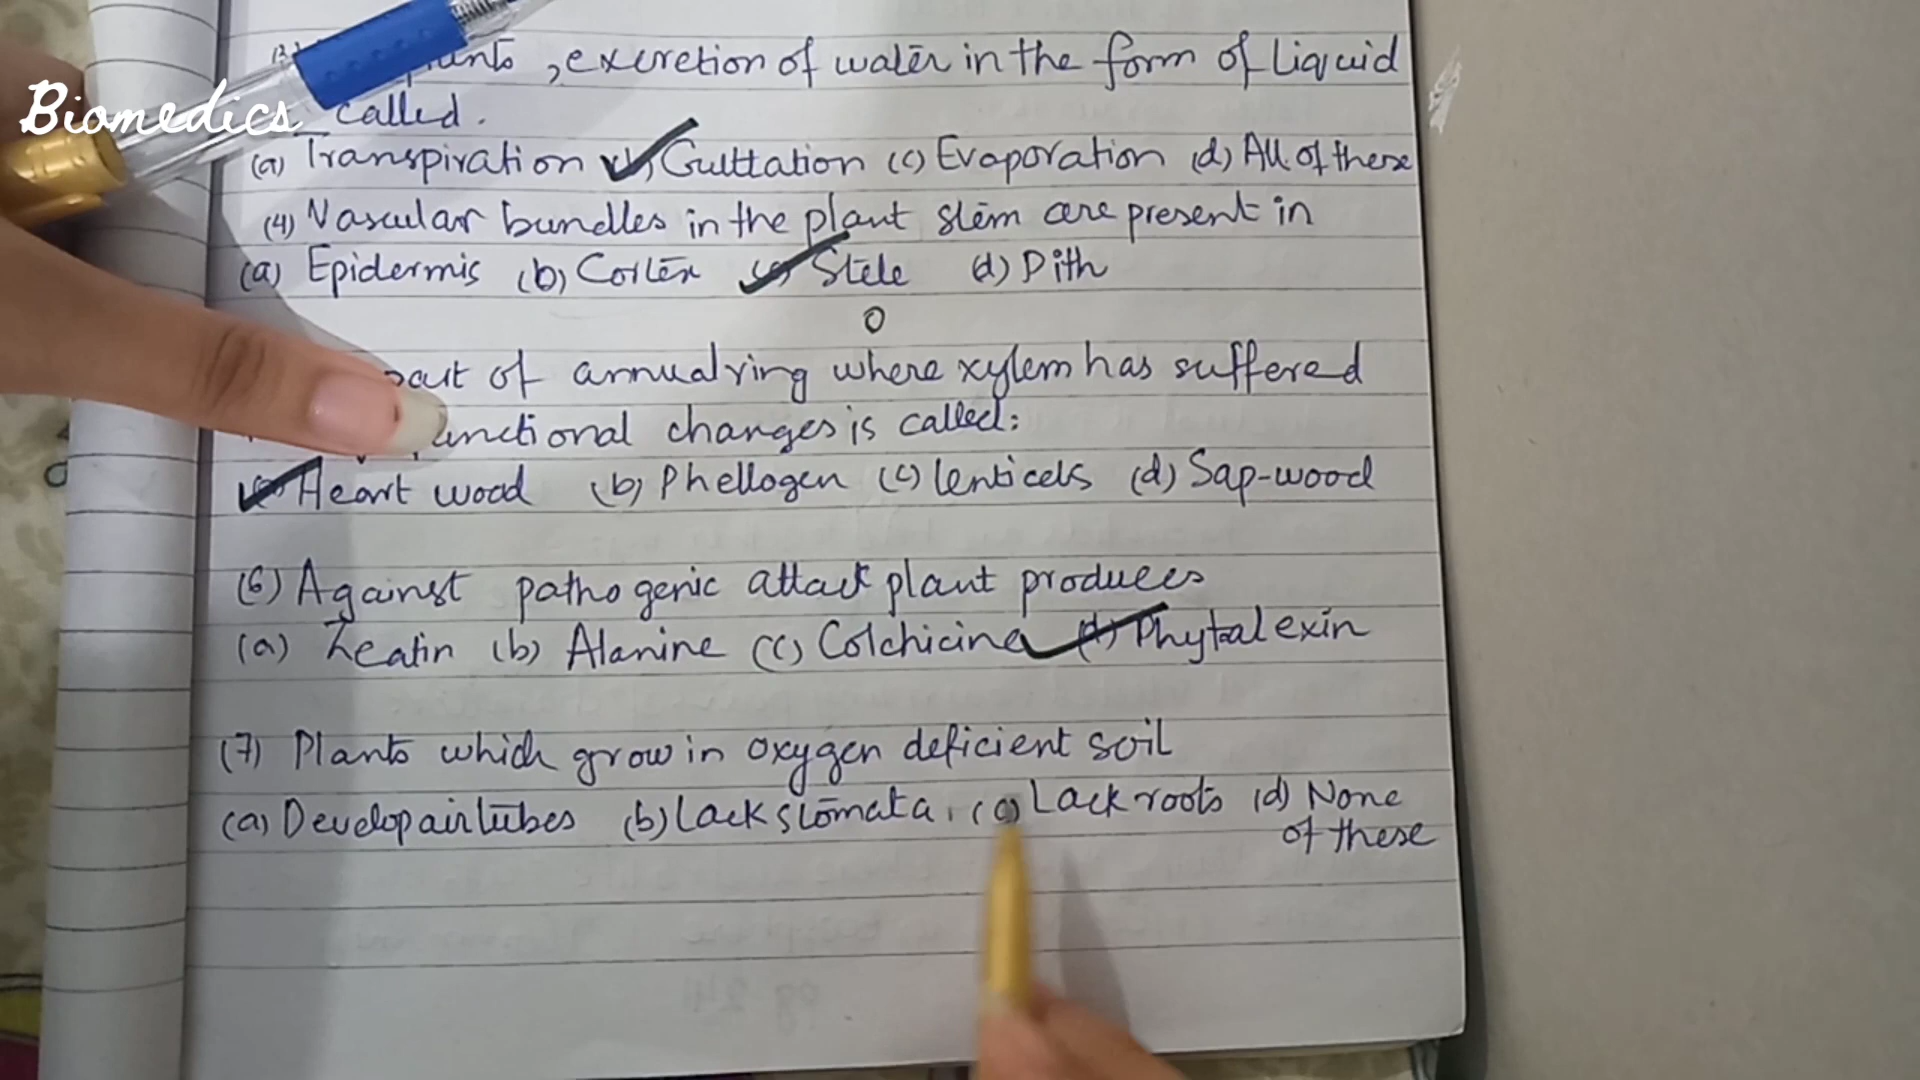 Biomedics
, excretion of water in the form of liquid
called.
(a) Transpiration (b) Guttation (c) Evaporation (d) All of these
(4) Vascular bundles in the plant stem are present in
(a) Epidermis (b) Cortex (c) Stele (d) Pith
part of annual ring where xylem has suffered
functional changes is called:
(a) Heart wood (b) Phellogen (c) lenticels (d) Sap-wood
(6) Against pathogenic attack plant produces
(a) Zeatin (b) Alanine (c) Colchicine (d) Phytalexin
(7) Plants which grow in oxygen deficient soil
(a) Develop air tubes (b) Lack stomata. (c) Lack roots (d) None
of these